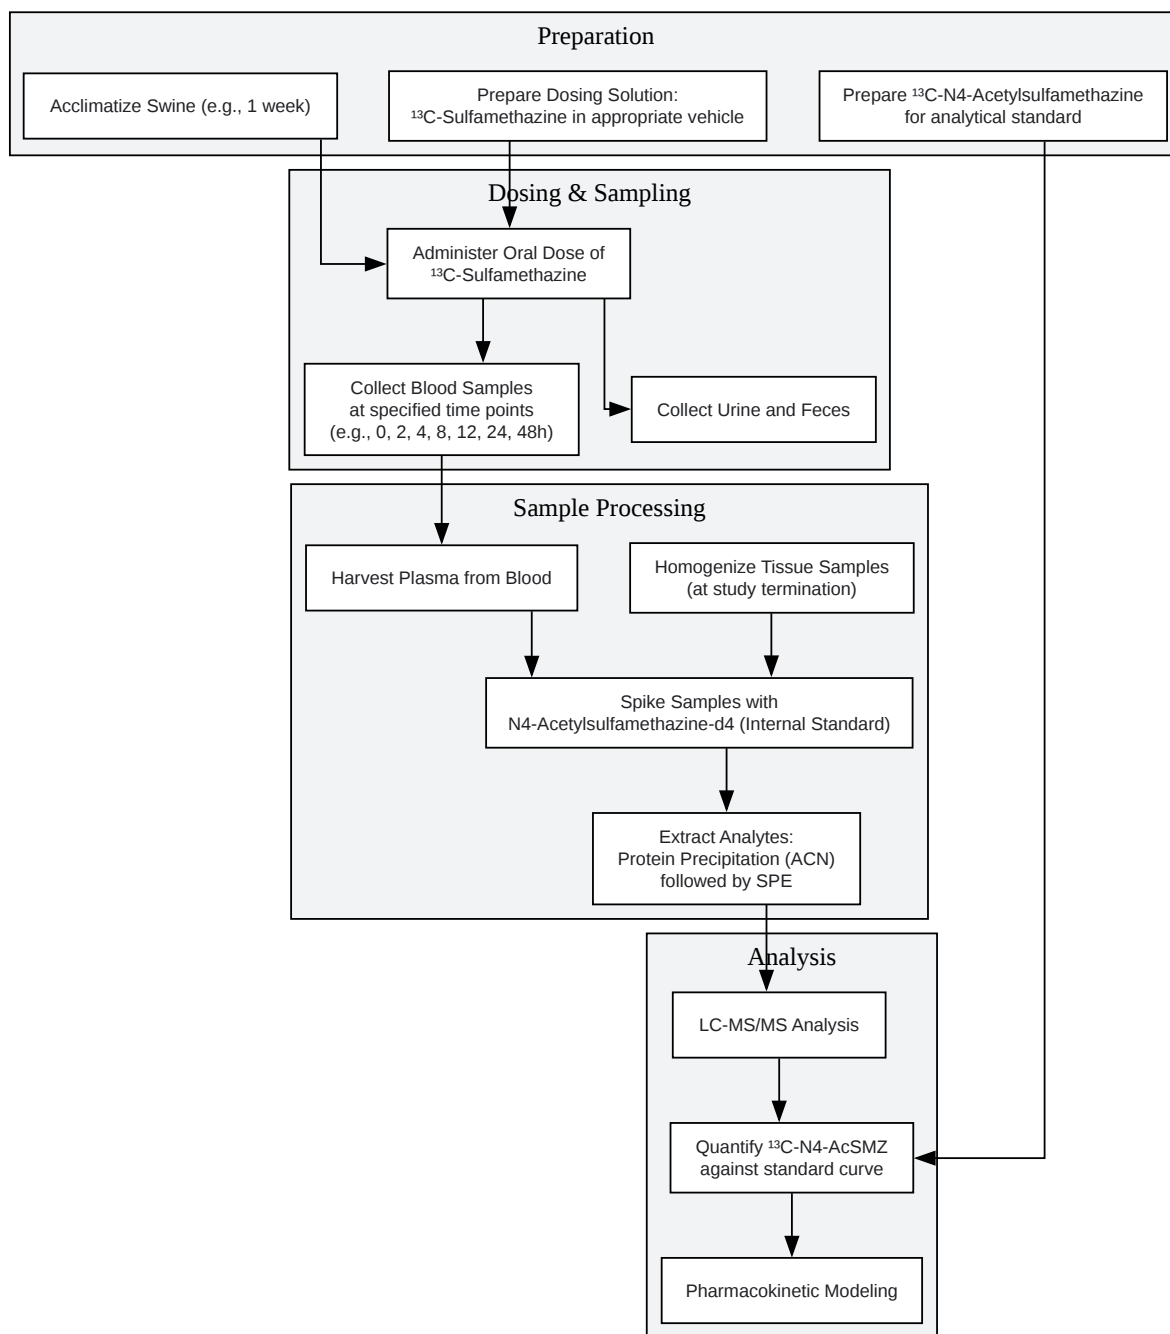 Preparation
Acclimatize Swine (e.g., 1 week)
Prepare Dosing Solution:
¹³C-Sulfamethazine in appropriate vehicle
Prepare ¹³C-N4-Acetylsulfamethazine
for analytical standard
Dosing & Sampling
Administer Oral Dose of
¹³C-Sulfamethazine
Collect Blood Samples
at specified time points
(e.g., 0, 2, 4, 8, 12, 24, 48h)
Collect Urine and Feces
Sample Processing
Harvest Plasma from Blood
Homogenize Tissue Samples
(at study termination)
Spike Samples with
N4-Acetylsulfamethazine-d4 (Internal Standard)
Extract Analytes:
Protein Precipitation (ACN)
followed by SPE
Analysis
LC-MS/MS Analysis
Quantify ¹³C-N4-AcSMZ
against standard curve
Pharmacokinetic Modeling